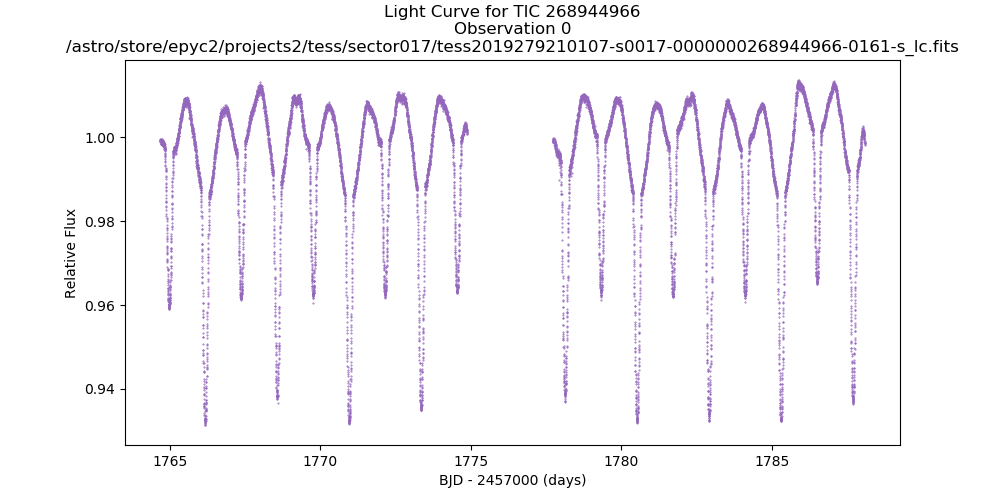 Light Curve for TIC 268944966
Observation 0
/astro/store/epyc2/projects2/tess/sector017/tess2019279210107-s0017-0000000268944966-0161-s_lc.fits
1.00
0.98
0.96
0.94
Relative Flux
1765
1770
1775
1780
1785
BJD - 2457000 (days)